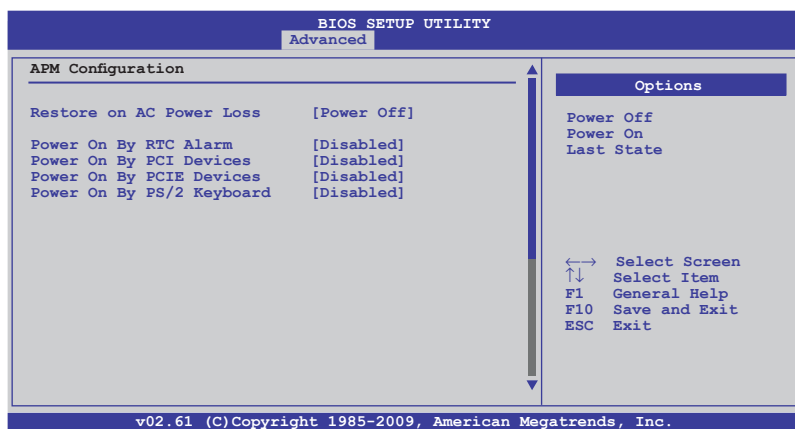 BIOS SETUP UTILITY
Advanced
APM Configuration
Restore on AC Power Loss [Power Off]
Power On By RTC Alarm [Disabled]
Power On By PCI Devices [Disabled]
Power On By PCIE Devices [Disabled]
Power On By PS/2 Keyboard [Disabled]
Options
Power Off
Power On
Last State
←→ Select Screen
↑↓ Select Item
F1 General Help
F10 Save and Exit
ESC Exit
v02.61 (C)Copyright 1985-2009, American Megatrends, Inc.